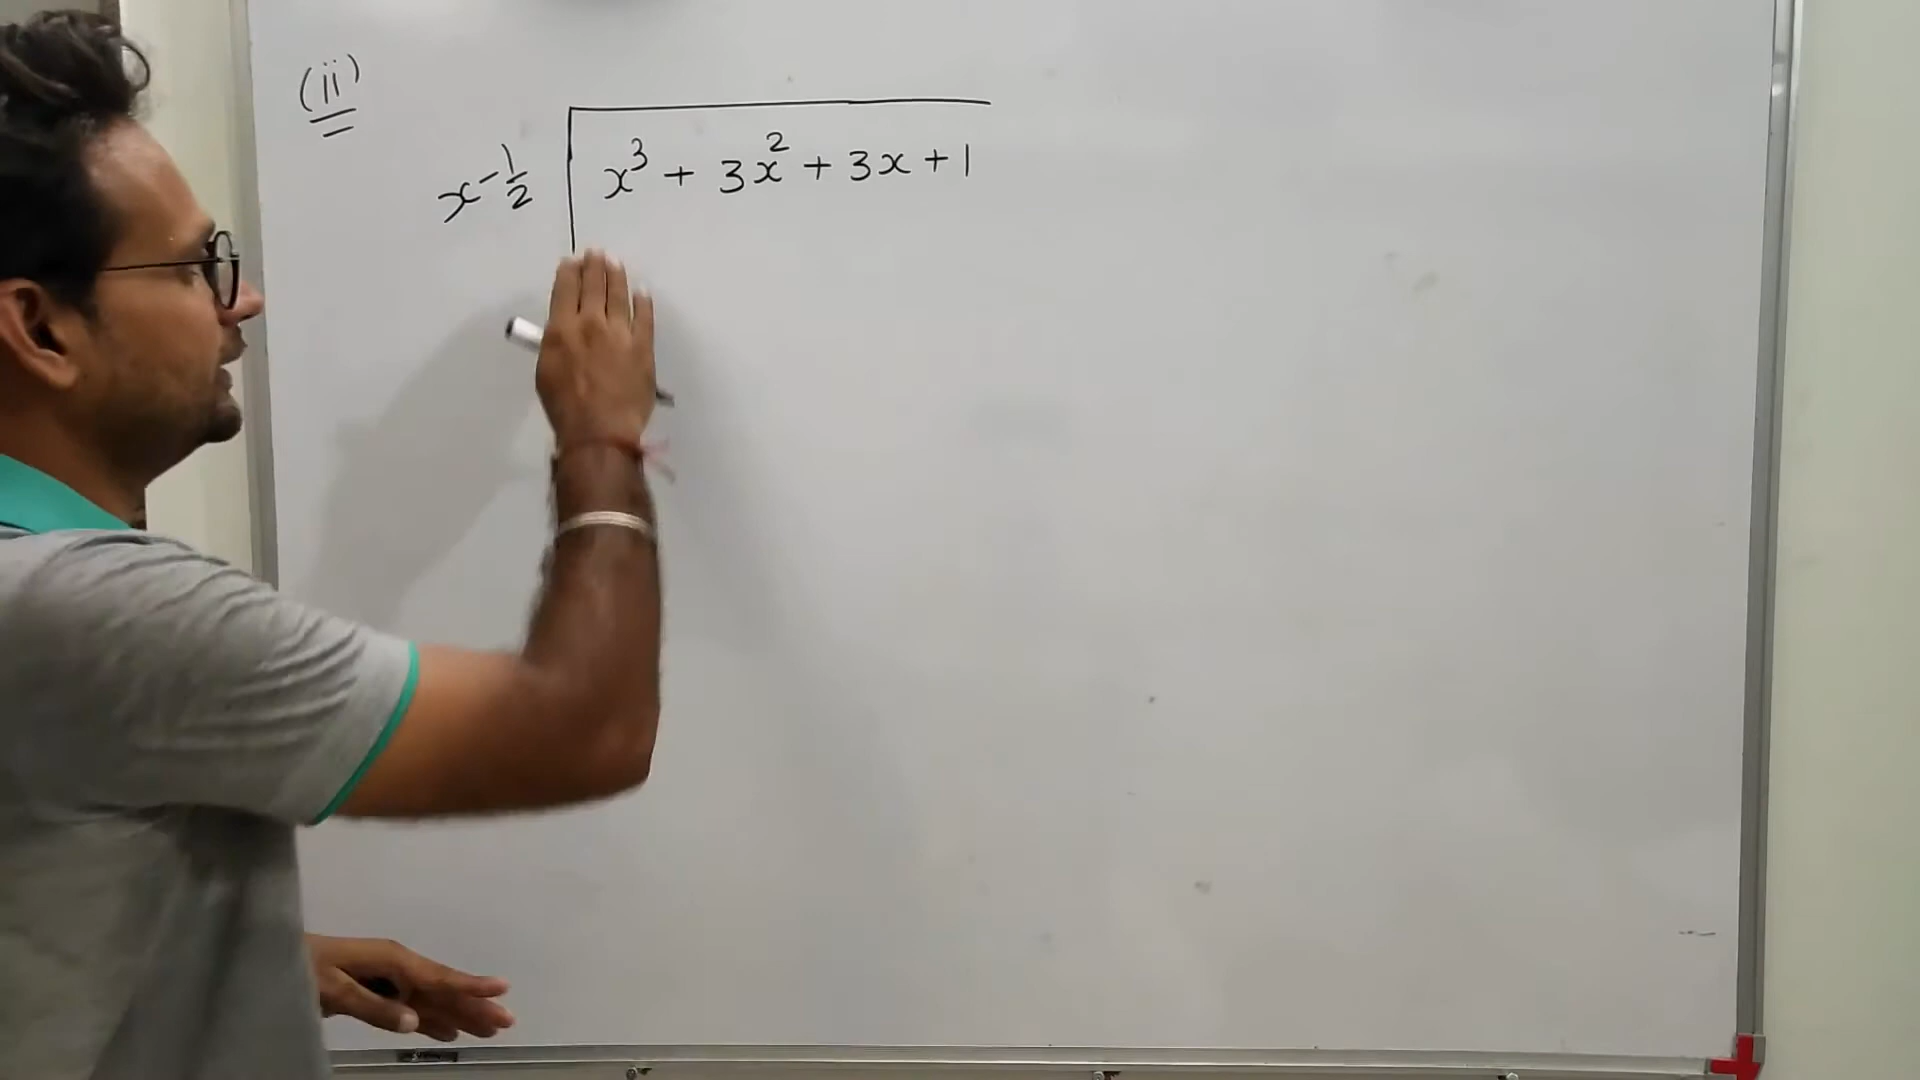 (ii)
x - 1/2 | x³ + 3x² + 3x + 1